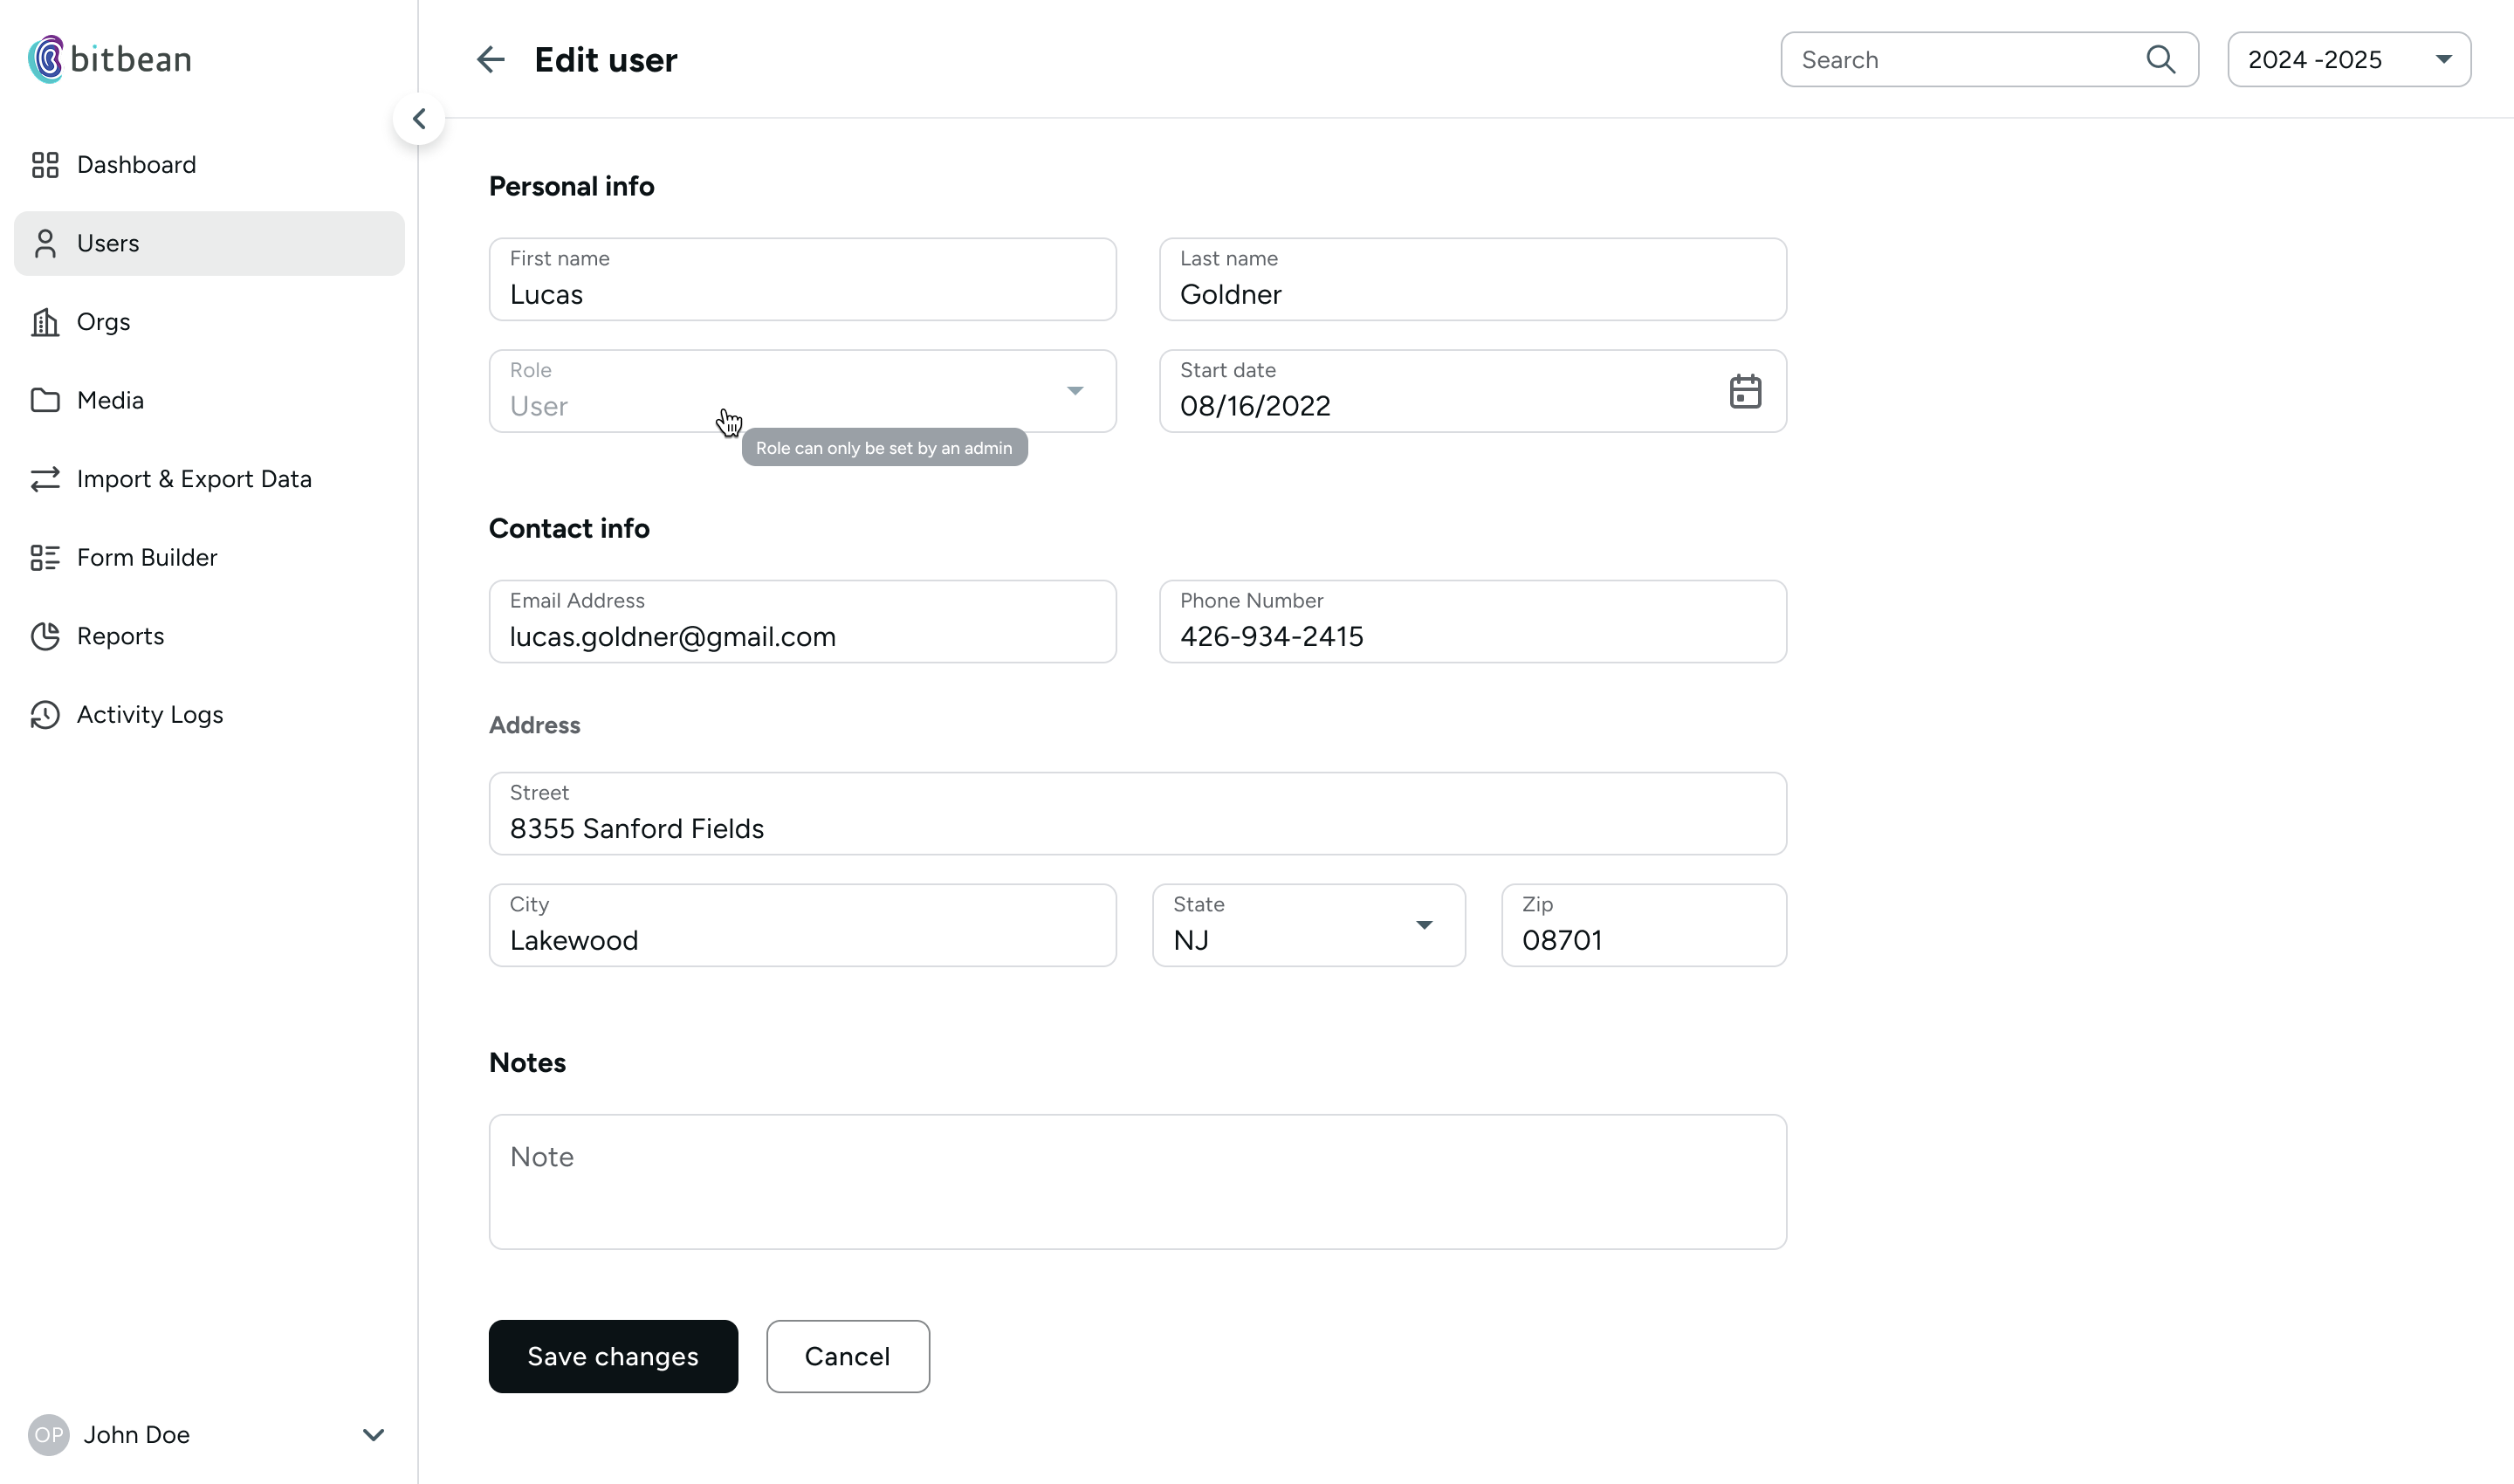 bitbean
Edit user
Search
2024 -2025
Dashboard
Users
Orgs
Media
Import & Export Data
Form Builder
Reports
Activity Logs
Personal info
First name
Lucas
Last name
Goldner
Role
User
Start date
08/16/2022
Role can only be set by an admin
Contact info
Email Address
lucas.goldner@gmail.com
Phone Number
426-934-2415
Address
Street
8355 Sanford Fields
City
Lakewood
State
NJ
Zip
08701
Notes
Note
Save changes
Cancel
OP
John Doe